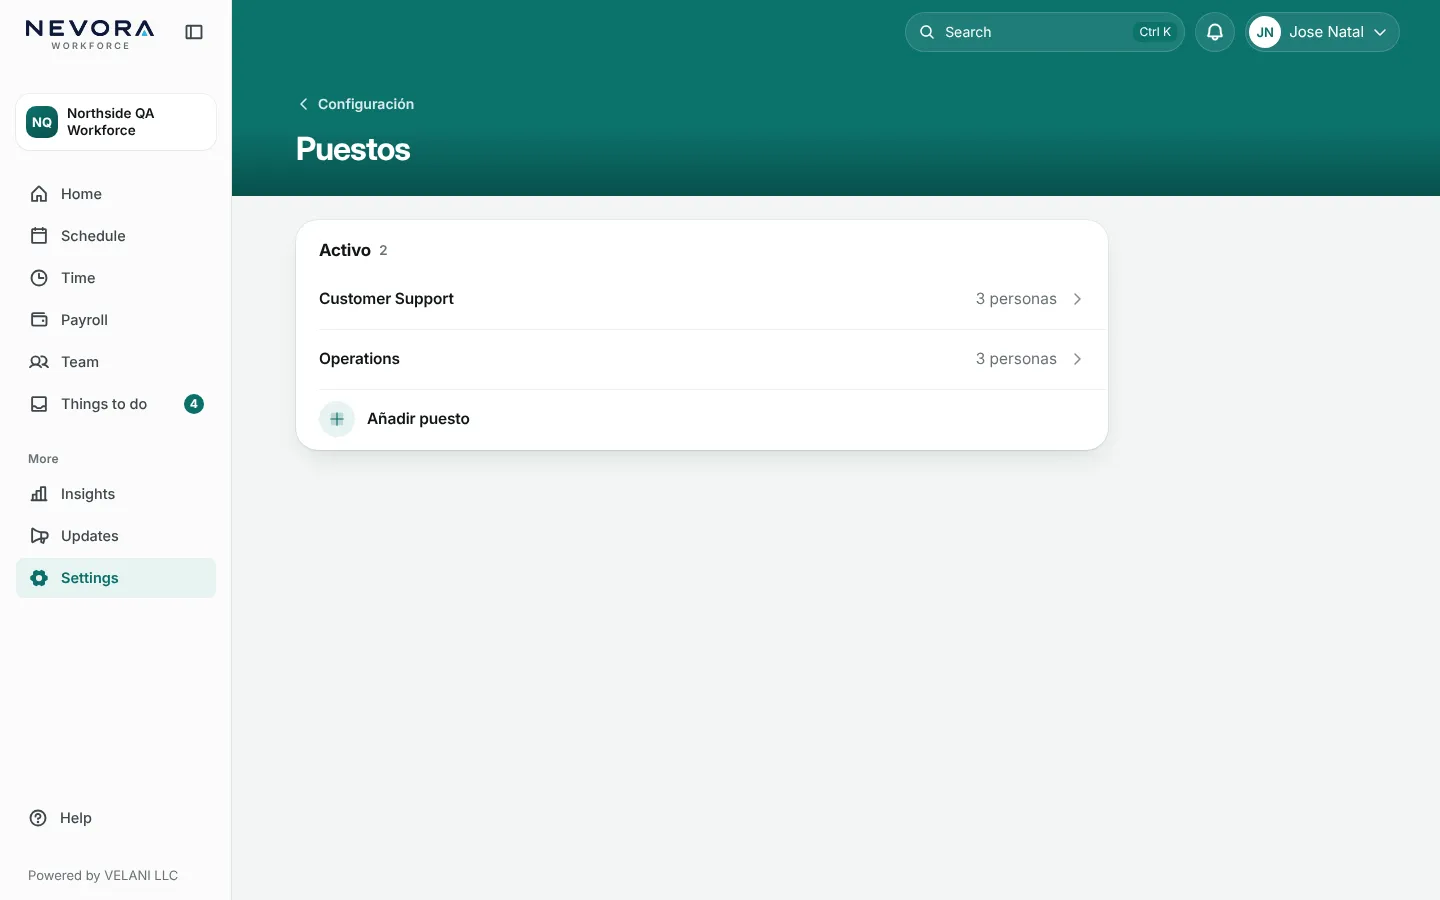 NEVORA
WORKFORCE
Search
Ctrl K
JN
Jose Natal
NQ
Northside QA
Workforce
Home
Schedule
Time
Payroll
Team
Things to do
4
More
Insights
Updates
Settings
Help
Powered by VELANI LLC
Configuración
Puestos
Activo 2
Customer Support
3 personas
Operations
3 personas
Añadir puesto